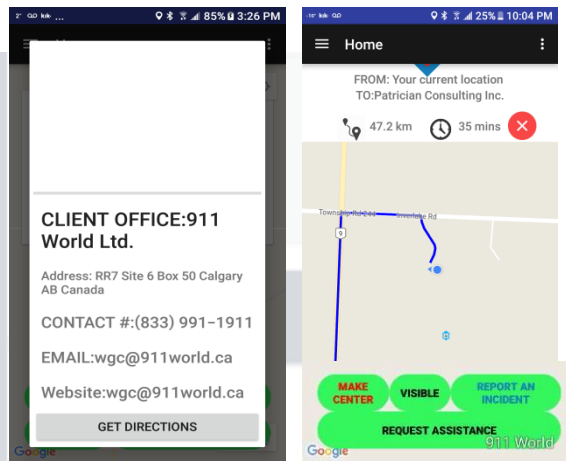 2° 85% 3:26 PM
CLIENT OFFICE:911
World Ltd.
Address: RR7 Site 6 Box 50 Calgary
AB Canada
CONTACT #:(833) 991-1911
EMAIL:wgc@911world.ca
Website:wgc@911world.ca
GET DIRECTIONS
Google
25% 10:04 PM
Home
FROM: Your current location
TO:Patrician Consulting Inc.
47.2 km 35 mins
Township Rd 244 Inverlake Rd
9
MAKE
CENTER
VISIBLE
REPORT AN
INCIDENT
REQUEST ASSISTANCE
Google
911 World